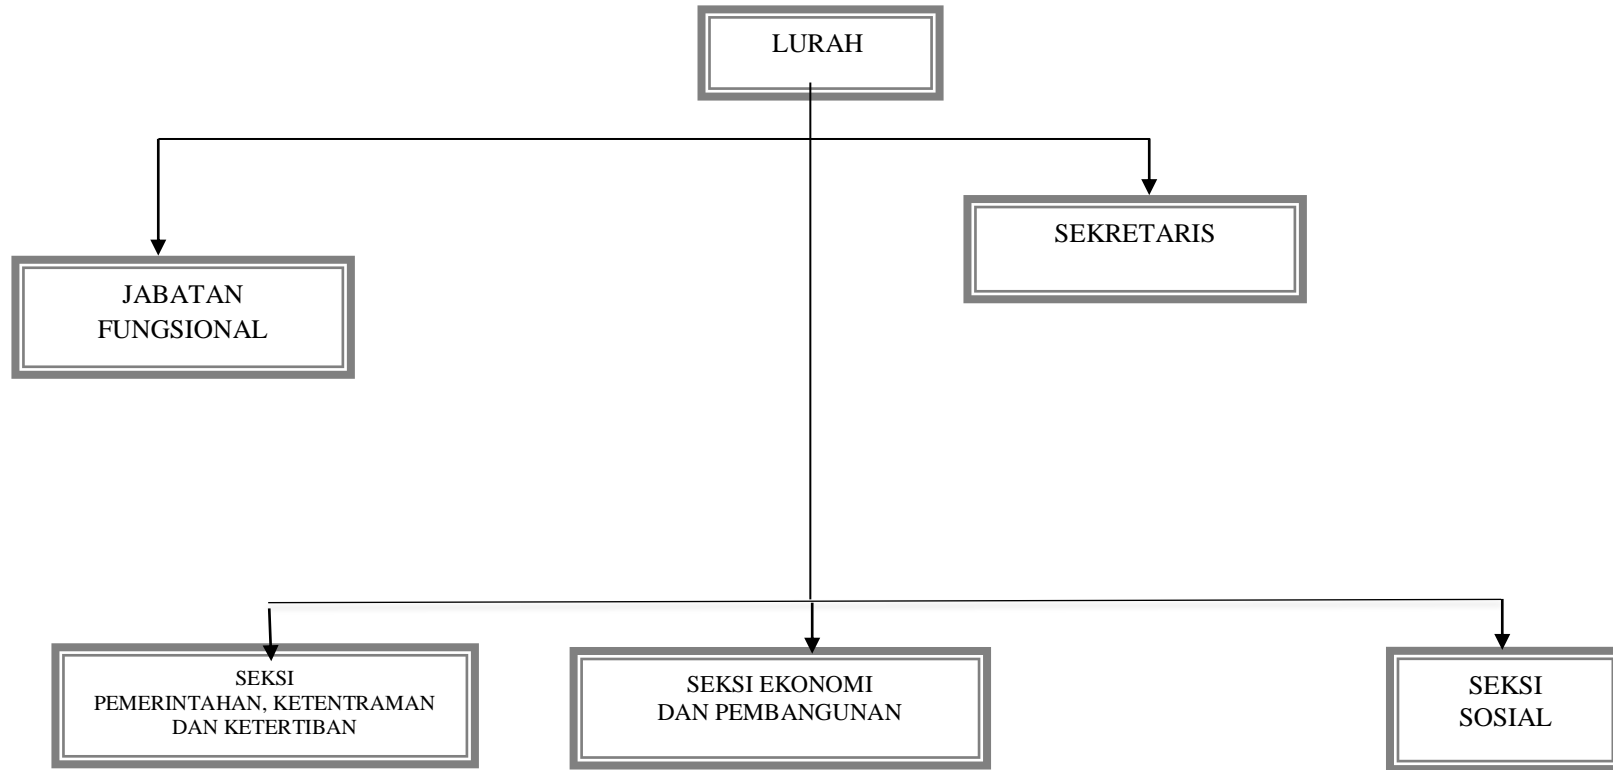 LURAH
SEKRETARIS
JABATAN
FUNGSIONAL
SEKSI
PEMERINTAHAN, KETENTRAMAN
DAN KETERTIBAN
SEKSI EKONOMI
DAN PEMBANGUNAN
SEKSI
SOSIAL